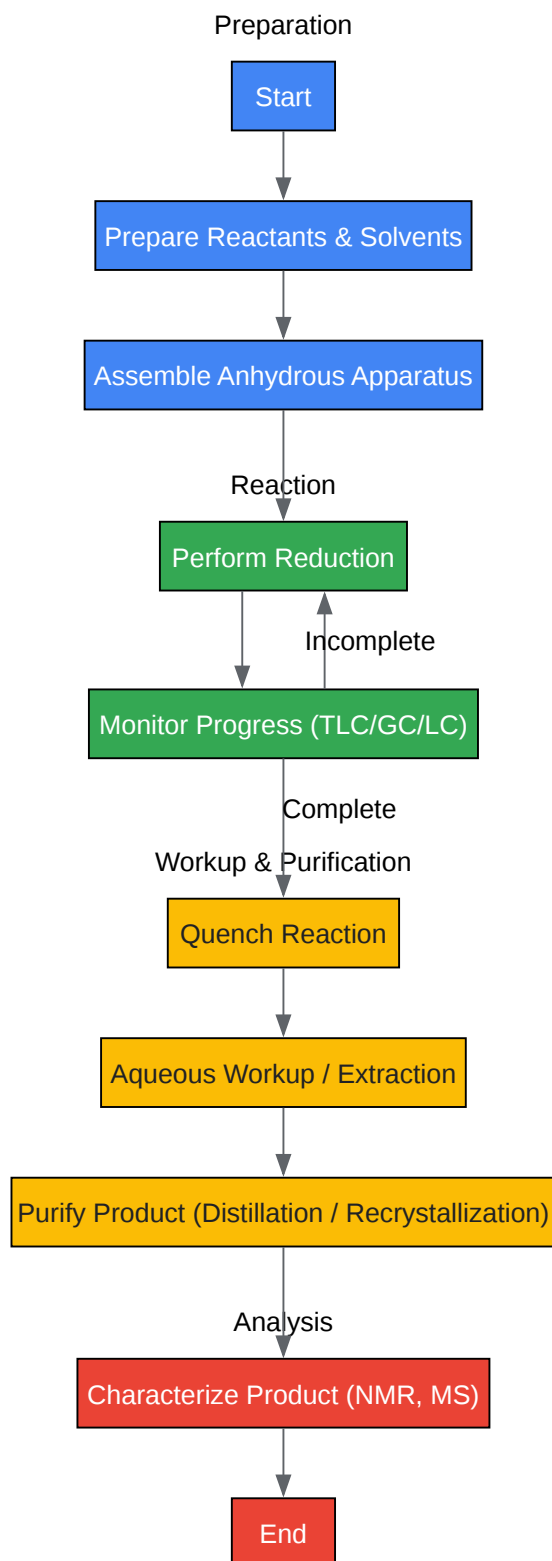 Preparation
Start
Prepare Reactants & Solvents
Assemble Anhydrous Apparatus
Reaction
Perform Reduction
Incomplete
Monitor Progress (TLC/GC/LC)
Complete
Workup & Purification
Quench Reaction
Aqueous Workup / Extraction
Purify Product (Distillation / Recrystallization)
Analysis
Characterize Product (NMR, MS)
End